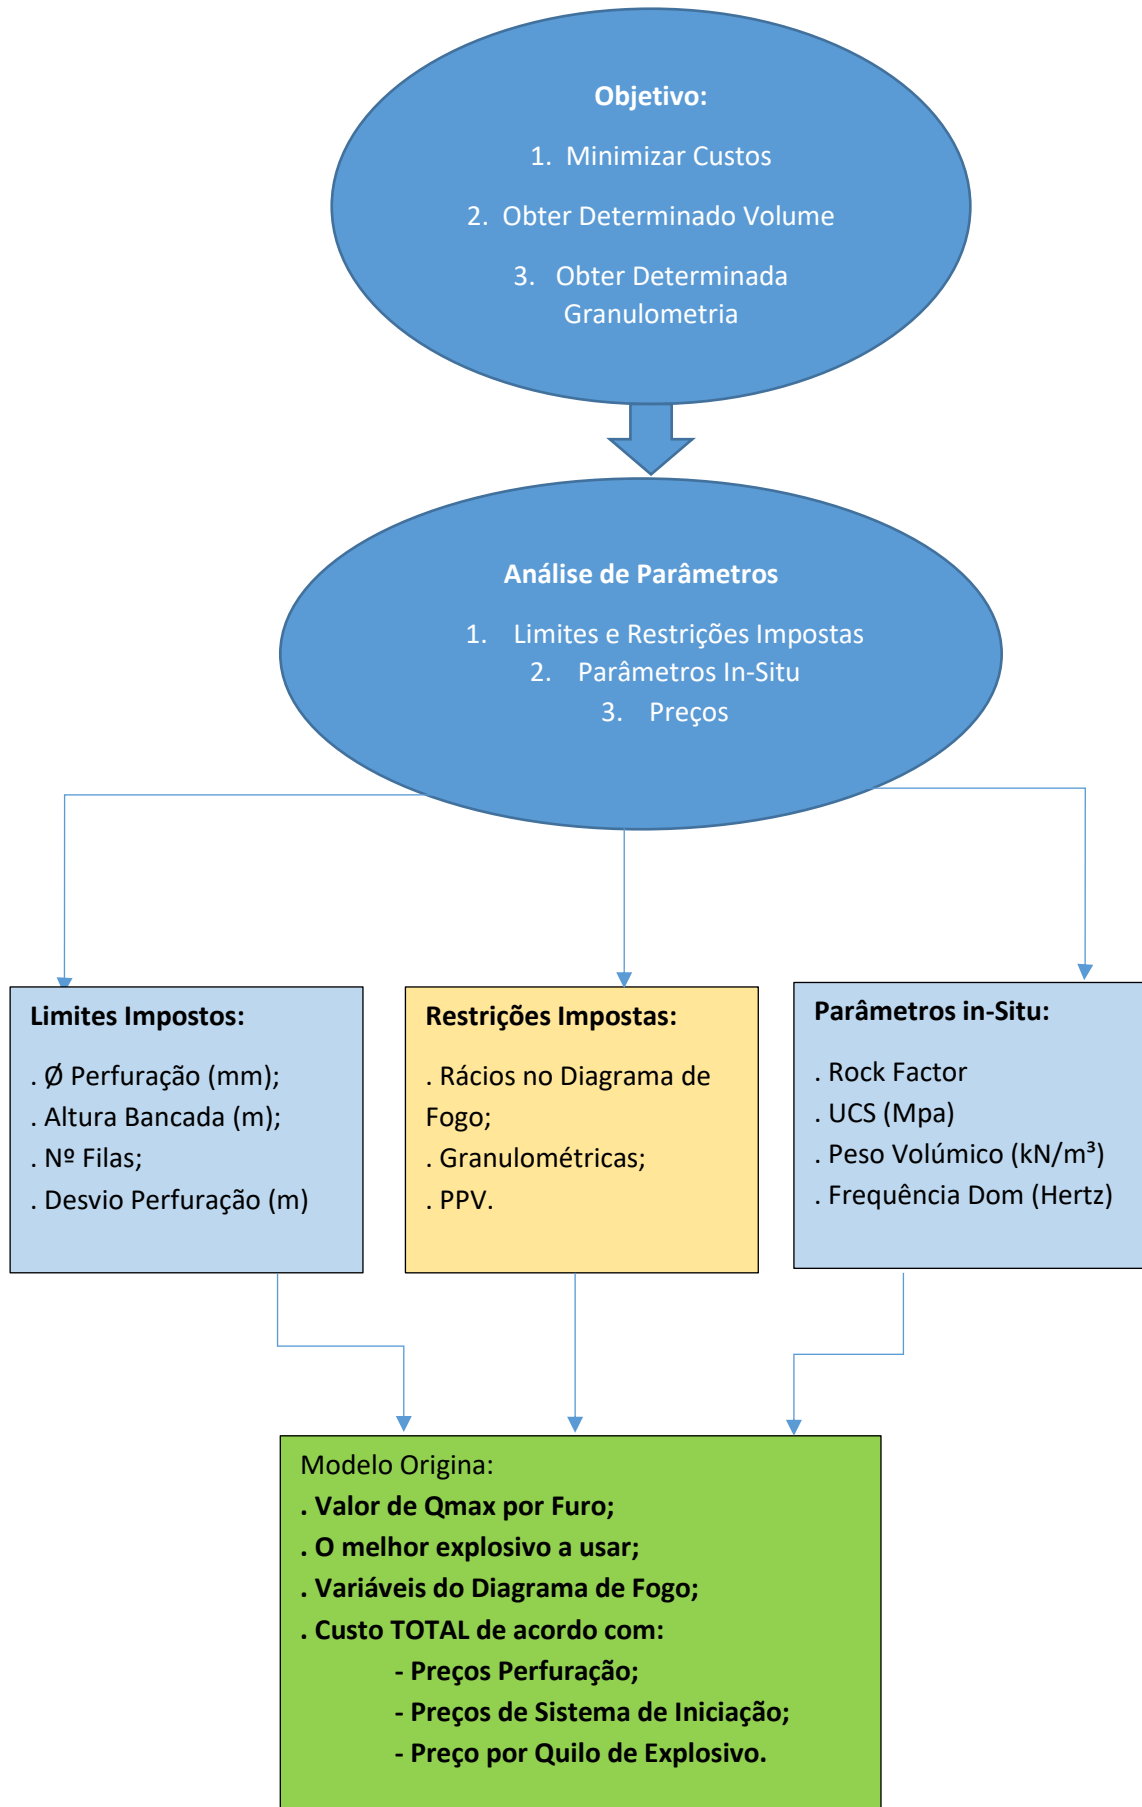 Objetivo:
1. Minimizar Custos
2. Obter Determinado Volume
3. Obter Determinada
Granulometria
Análise de Parâmetros
1. Limites e Restrições Impostas
2. Parâmetros In-Situ
3. Preços
Limites Impostos:
. Ø Perfuração (mm);
. Altura Bancada (m);
. Nº Filas;
. Desvio Perfuração (m)
Restrições Impostas:
. Rácios no Diagrama de
Fogo;
. Granulométricas;
. PPV.
Parâmetros in-Situ:
. Rock Factor
. UCS (Mpa)
. Peso Volúmico (kN/m³)
. Frequência Dom (Hertz)
Modelo Origina:
. Valor de Qmax por Furo;
. O melhor explosivo a usar;
. Variáveis do Diagrama de Fogo;
. Custo TOTAL de acordo com:
- Preços Perfuração;
- Preços de Sistema de Iniciação;
- Preço por Quilo de Explosivo.